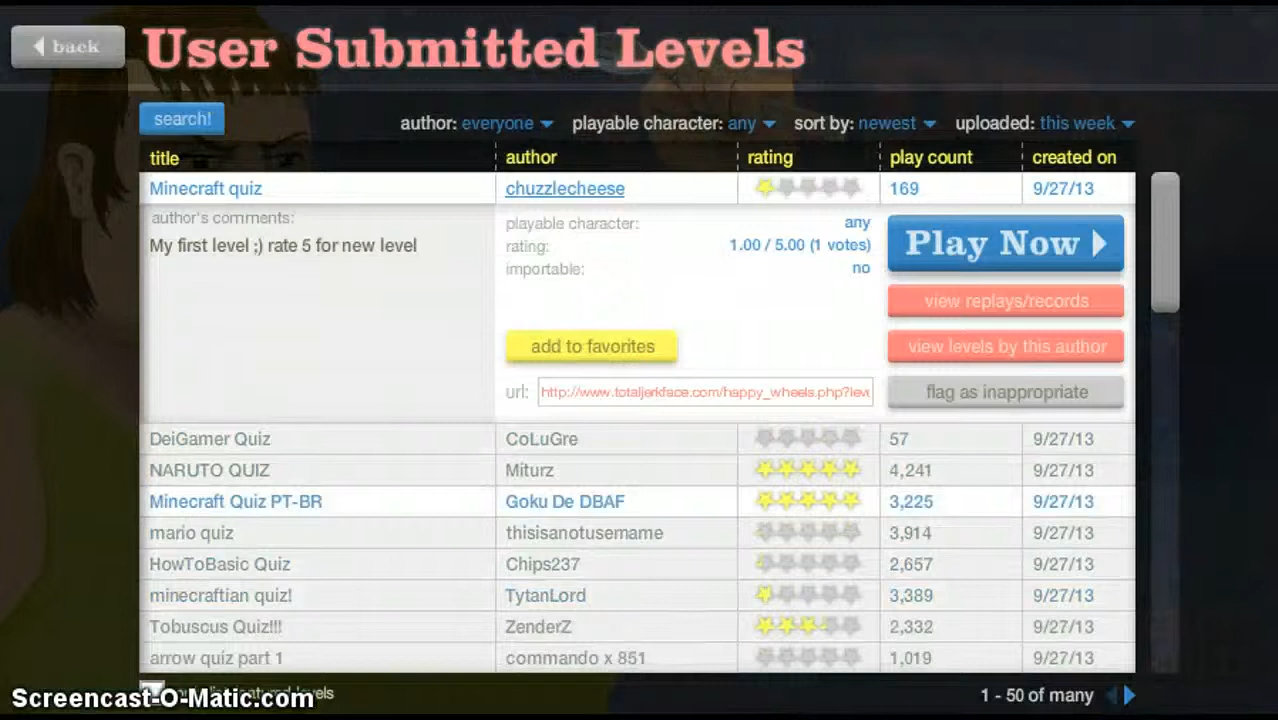 back
User Submitted Levels
search!
author: everyone playable character: any sort by: newest uploaded: this week
title author rating play count created on
Minecraft quiz chuzzlecheese 169 9/27/13
author's comments:
My first level ;) rate 5 for new level
playable character: any
rating: 1.00 / 5.00 (1 votes)
importable: no
Play Now
view replays/records
add to favorites
view levels by this author
url: http://www.totaljerkface.com/happy_wheels.php?leve
flag as inappropriate
DeiGamer Quiz CoLuGre 57 9/27/13
NARUTO QUIZ Miturz 4,241 9/27/13
Minecraft Quiz PT-BR Goku De DBAF 3,225 9/27/13
mario quiz thisisanotusername 3,914 9/27/13
HowToBasic Quiz Chips237 2,657 9/27/13
minecraftian quiz! TytanLord 3,389 9/27/13
Tobuscus Quiz!!! ZenderZ 2,332 9/27/13
arrow quiz part 1 commando x 851 1,019 9/27/13
levels
Screencast-O-Matic.com
1 - 50 of many